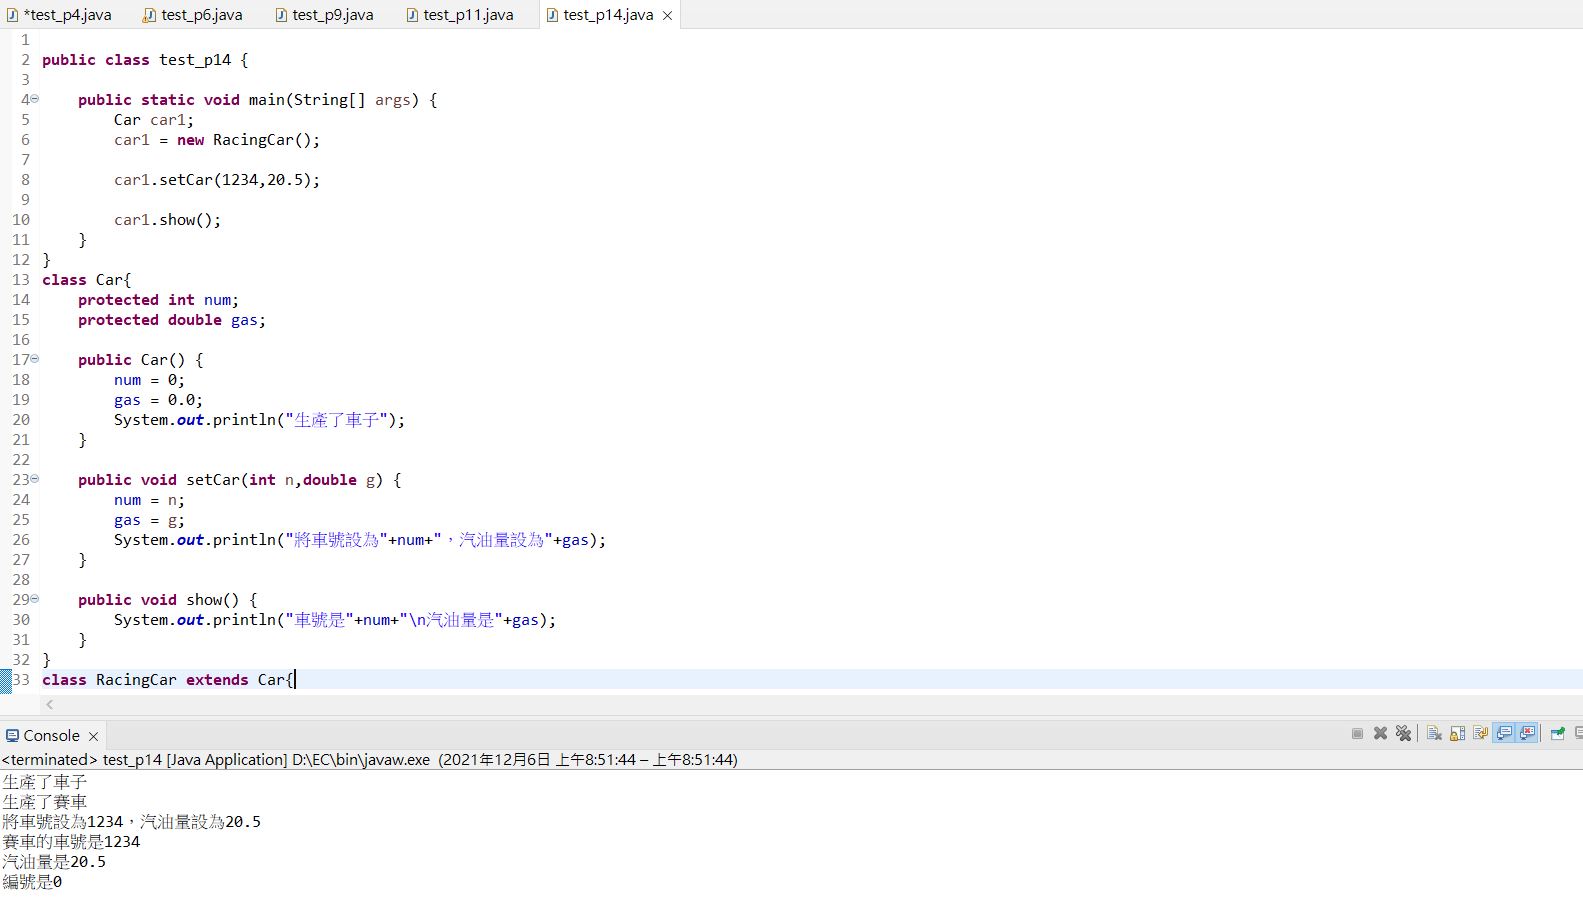 *test_p4.java test_p6.java test_p9.java test_p11.java test_p14.java
1
2 public class test_p14 {
3
4 public static void main(String[] args) {
5 Car car1;
6 car1 = new RacingCar();
7
8 car1.setCar(1234,20.5);
9
10 car1.show();
11 }
12 }
13 class Car{
14 protected int num;
15 protected double gas;
16
17 public Car() {
18 num = 0;
19 gas = 0.0;
20 System.out.println("生產了車子");
21 }
22
23 public void setCar(int n,double g) {
24 num = n;
25 gas = g;
26 System.out.println("將車號設為"+num+"，汽油量設為"+gas);
27 }
28
29 public void show() {
30 System.out.println("車號是"+num+"\n汽油量是"+gas);
31 }
32 }
33 class RacingCar extends Car{
Console
<terminated> test_p14 [Java Application] D:\EC\bin\javaw.exe (2021年12月6日 上午8:51:44 – 上午8:51:44)
生產了車子
生產了賽車
將車號設為1234，汽油量設為20.5
賽車的車號是1234
汽油量是20.5
編號是0